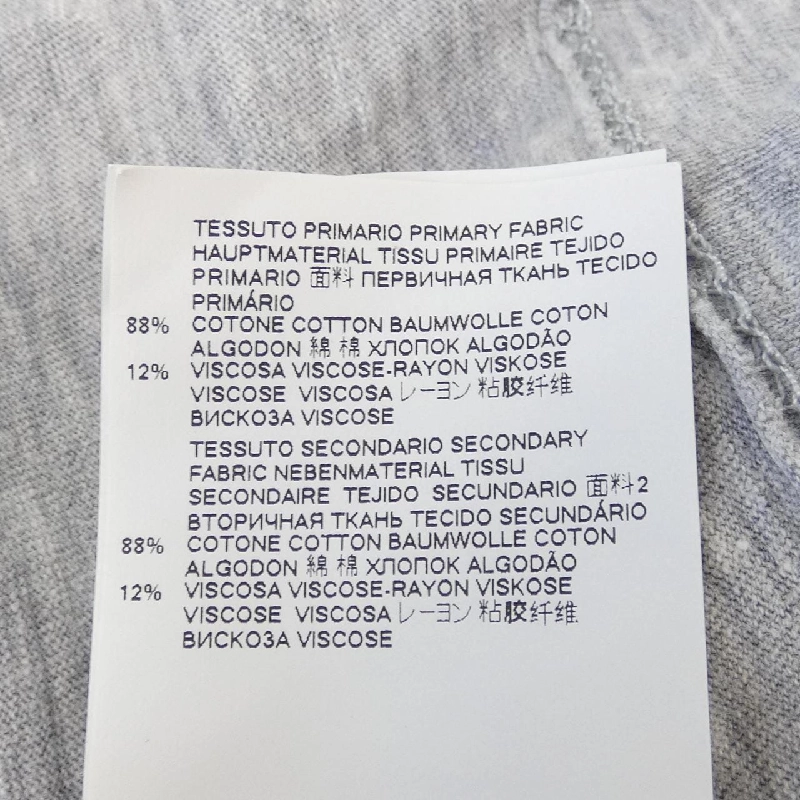 TESSUTO PRIMARIO PRIMARY FABRIC
HAUPTMATERIAL TISSU PRIMAIRE TEJIDO
PRIMARIO 面料 ПЕРВИЧНАЯ ТКАНЬ TECIDO
PRIMÁRIO
88% COTONE COTTON BAUMWOLLE COTON
ALGODON 綿 棉 ХЛОПОК ALGODÃO
12% VISCOSA VISCOSE-RAYON VISKOSE
VISCOSE VISCOSA レーヨン 粘胶纤维
ВИСКОЗА VISCOSE
TESSUTO SECONDARIO SECONDARY
FABRIC NEBENMATERIAL TISSU
SECONDAIRE TEJIDO SECUNDARIO 面料2
ВТОРИЧНАЯ ТКАНЬ TECIDO SECUNDÁRIO
88% COTONE COTTON BAUMWOLLE COTON
ALGODON 綿 棉 ХЛОПОК ALGODÃO
12% VISCOSA VISCOSE-RAYON VISKOSE
VISCOSE VISCOSA レーヨン 粘胶纤维
ВИСКОЗА VISCOSE